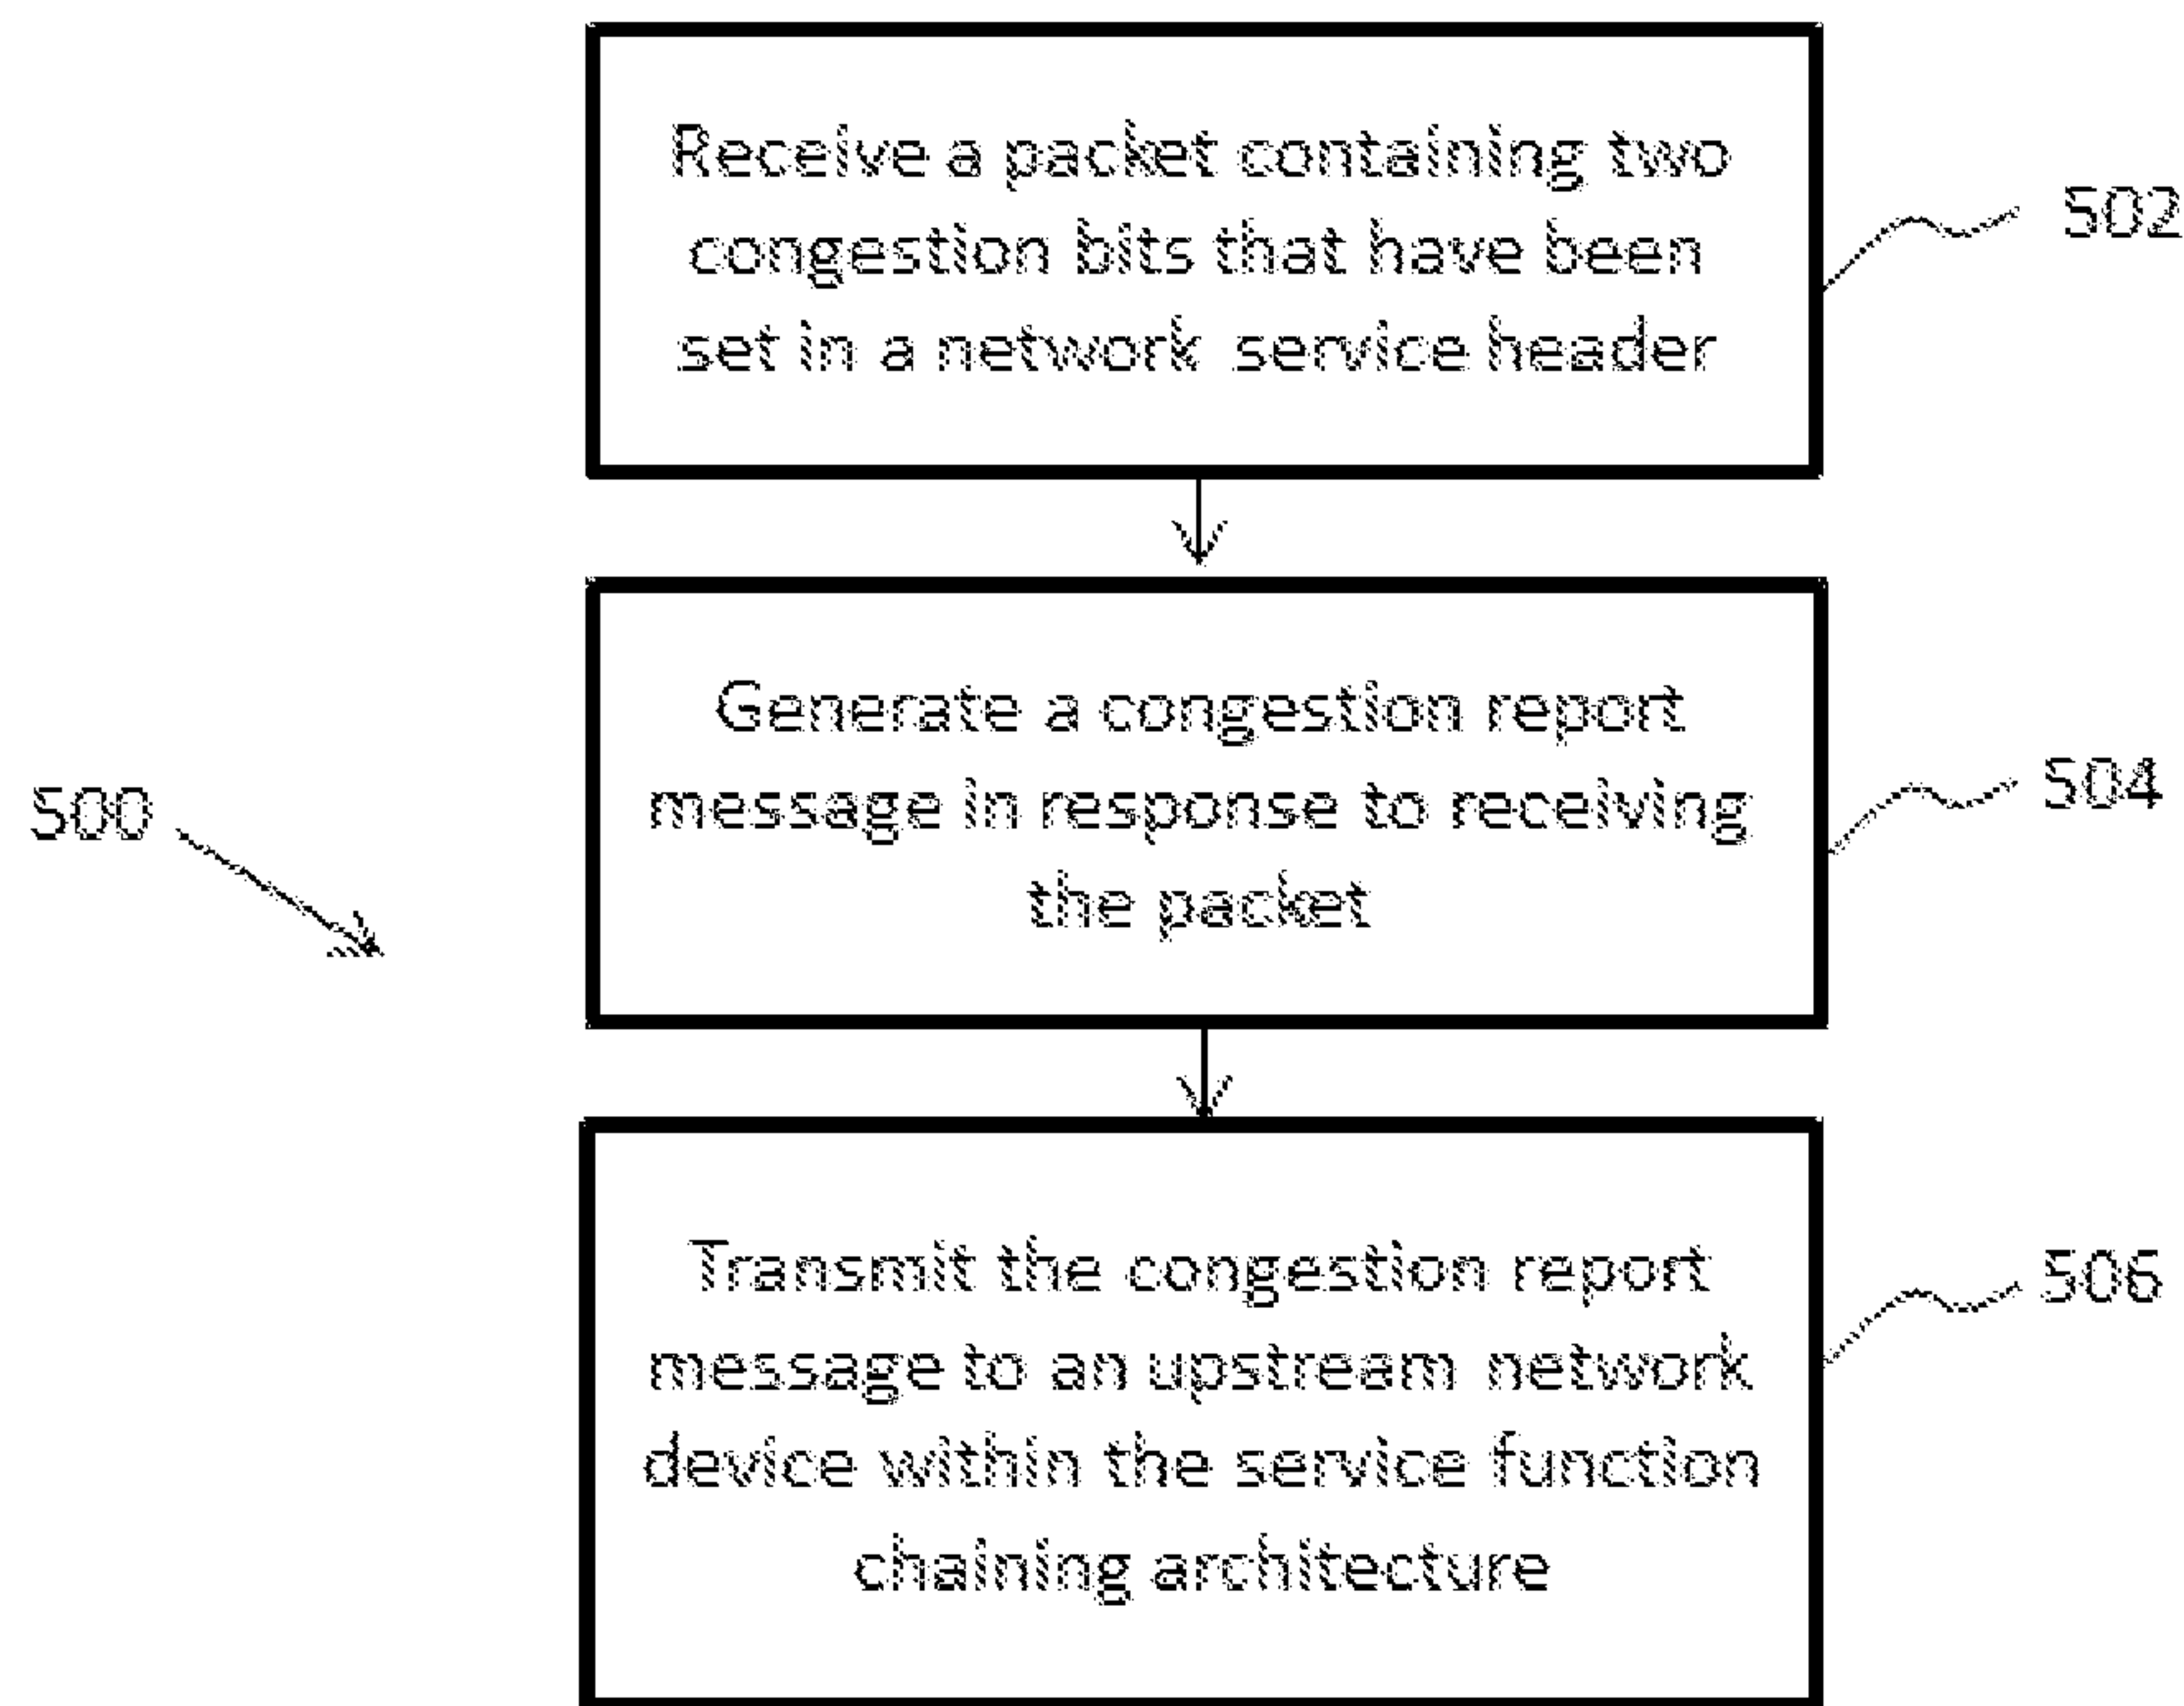 Receive a packet containing two
congestion bits that have been
set in a network service header
502
Generate a congestion report
message in response to receiving
the packet
504
500
Transmit the congestion report
message to an upstream network
device within the service function
chaining architecture
506